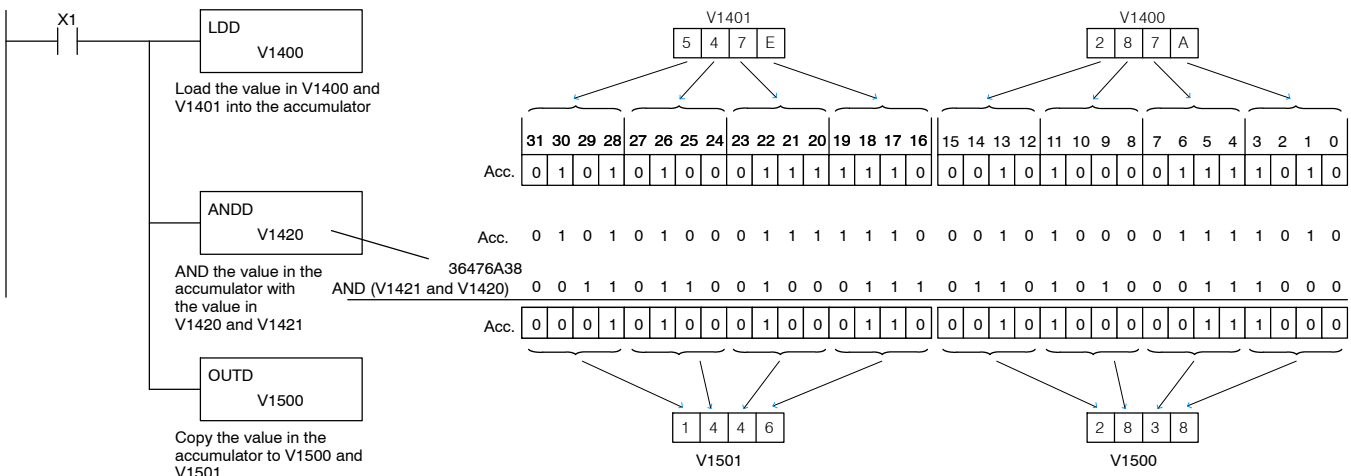 X1
LDD
V1400
Load the value in V1400 and
V1401 into the accumulator
V1401
5 4 7 E
V1400
2 8 7 A
31 30 29 28 27 26 25 24 23 22 21 20 19 18 17 16 15 14 13 12 11 10 9 8 7 6 5 4 3 2 1 0
Acc. 0 1 0 1 0 1 0 0 0 1 1 1 1 1 1 0 0 0 1 0 1 0 0 0 0 1 1 1 1 0 1 0
ANDD
V1420
AND the value in the
accumulator with
the value in
V1420 and V1421
Acc. 0 1 0 1 0 1 0 0 0 1 1 1 1 1 1 0 0 0 1 0 1 0 0 0 0 1 1 1 1 0 1 0
36476A38
AND (V1421 and V1420) 0 0 1 1 0 1 1 0 0 1 0 0 0 1 1 1 0 1 1 0 1 0 1 0 0 0 1 1 1 0 0 0
Acc. 0 0 0 1 0 1 0 0 0 1 0 0 0 1 1 0 0 0 1 0 1 0 0 0 0 0 1 1 1 0 0 0
OUTD
V1500
Copy the value in the
accumulator to V1500 and
V1501
1 4 4 6
V1501
2 8 3 8
V1500